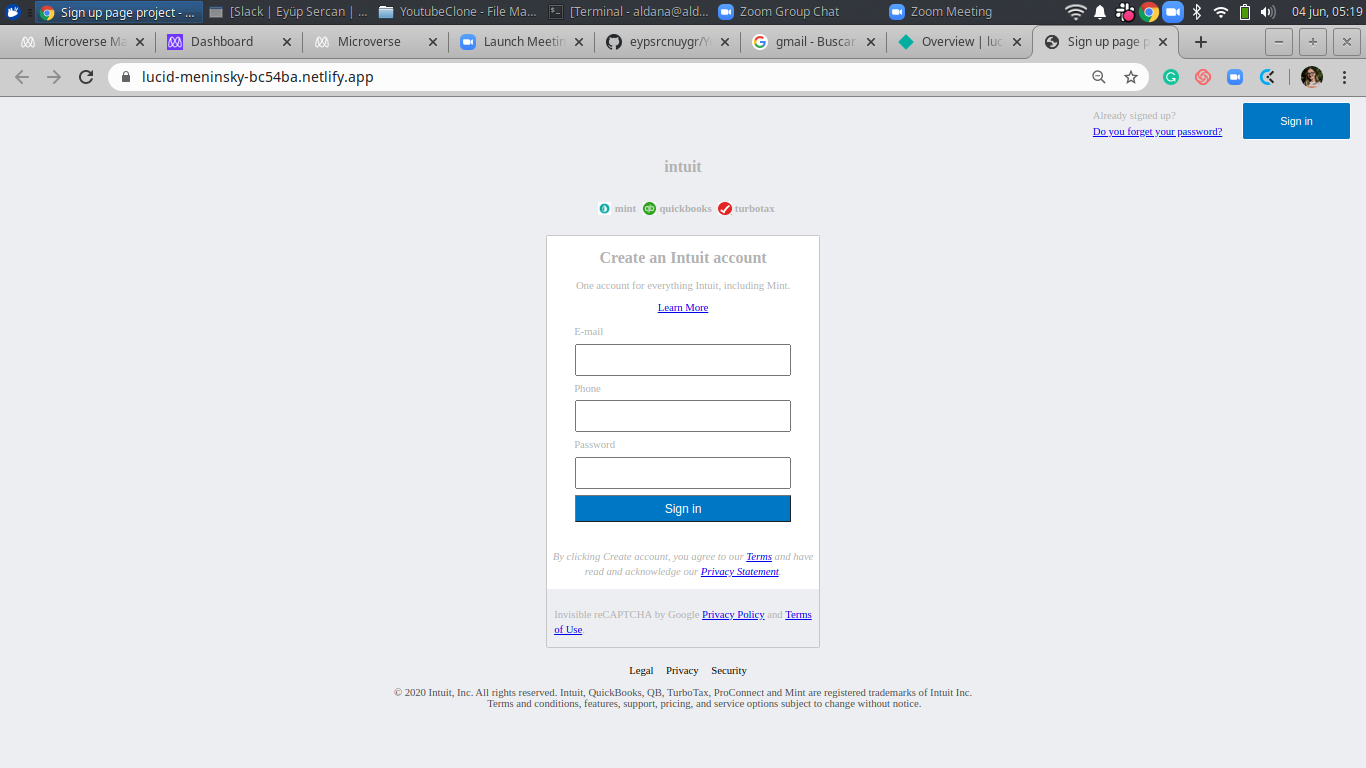 Sign up page project - ...
[Slack | Eyüp Sercan | ...
YoutubeClone - File Ma...
[Terminal - aldana@ald...
Zoom Group Chat
Zoom Meeting
04 jun, 05:19
Microverse Ma
Dashboard
Microverse
Launch Meetin
eypsrcnuygr/Y
gmail - Buscar
Overview | luc
Sign up page p
lucid-meninsky-bc54ba.netlify.app
Already signed up?
Do you forget your password?
Sign in
intuit
mint quickbooks turbotax
Create an Intuit account
One account for everything Intuit, including Mint.
Learn More
E-mail
Phone
Password
Sign in
By clicking Create account, you agree to our Terms and have
read and acknowledge our Privacy Statement.
Invisible reCAPTCHA by Google Privacy Policy and Terms
of Use.
Legal Privacy Security
© 2020 Intuit, Inc. All rights reserved. Intuit, QuickBooks, QB, TurboTax, ProConnect and Mint are registered trademarks of Intuit Inc.
Terms and conditions, features, support, pricing, and service options subject to change without notice.